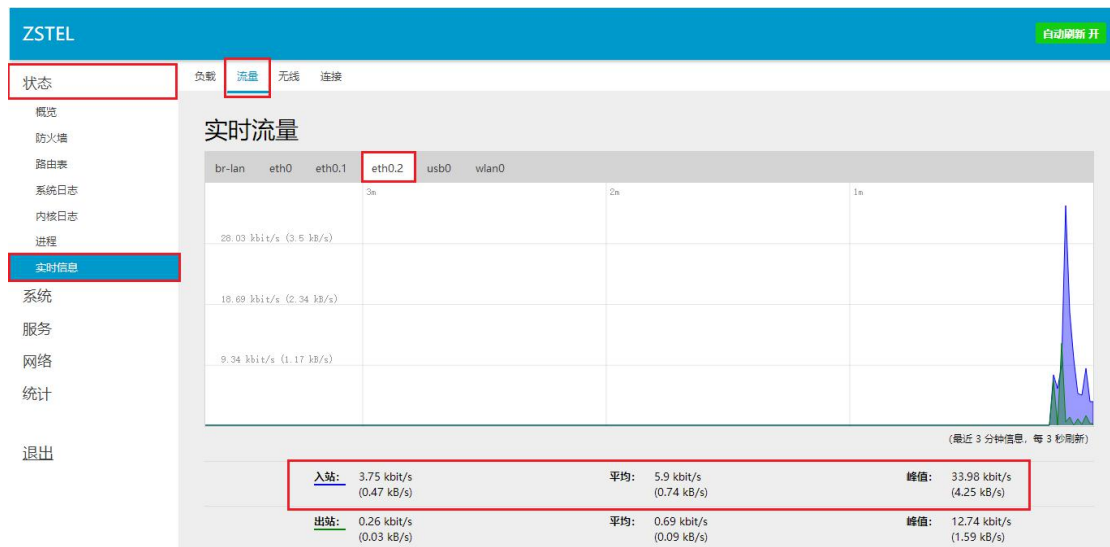 ZSTEL
自动刷新 开
状态
概览
防火墙
路由表
系统日志
内核日志
进程
实时信息
系统
服务
网络
统计
退出
负载 流量 无线 连接
实时流量
br-lan eth0 eth0.1 eth0.2 usb0 wlan0
3m 2m 1m
28.03 kbit/s (3.5 kB/s)
18.69 kbit/s (2.34 kB/s)
9.34 kbit/s (1.17 kB/s)
(最近 3 分钟信息，每 3 秒刷新)
入站: 3.75 kbit/s 平均: 5.9 kbit/s 峰值: 33.98 kbit/s
(0.47 kB/s) (0.74 kB/s) (4.25 kB/s)
出站: 0.26 kbit/s 平均: 0.69 kbit/s 峰值: 12.74 kbit/s
(0.03 kB/s) (0.09 kB/s) (1.59 kB/s)